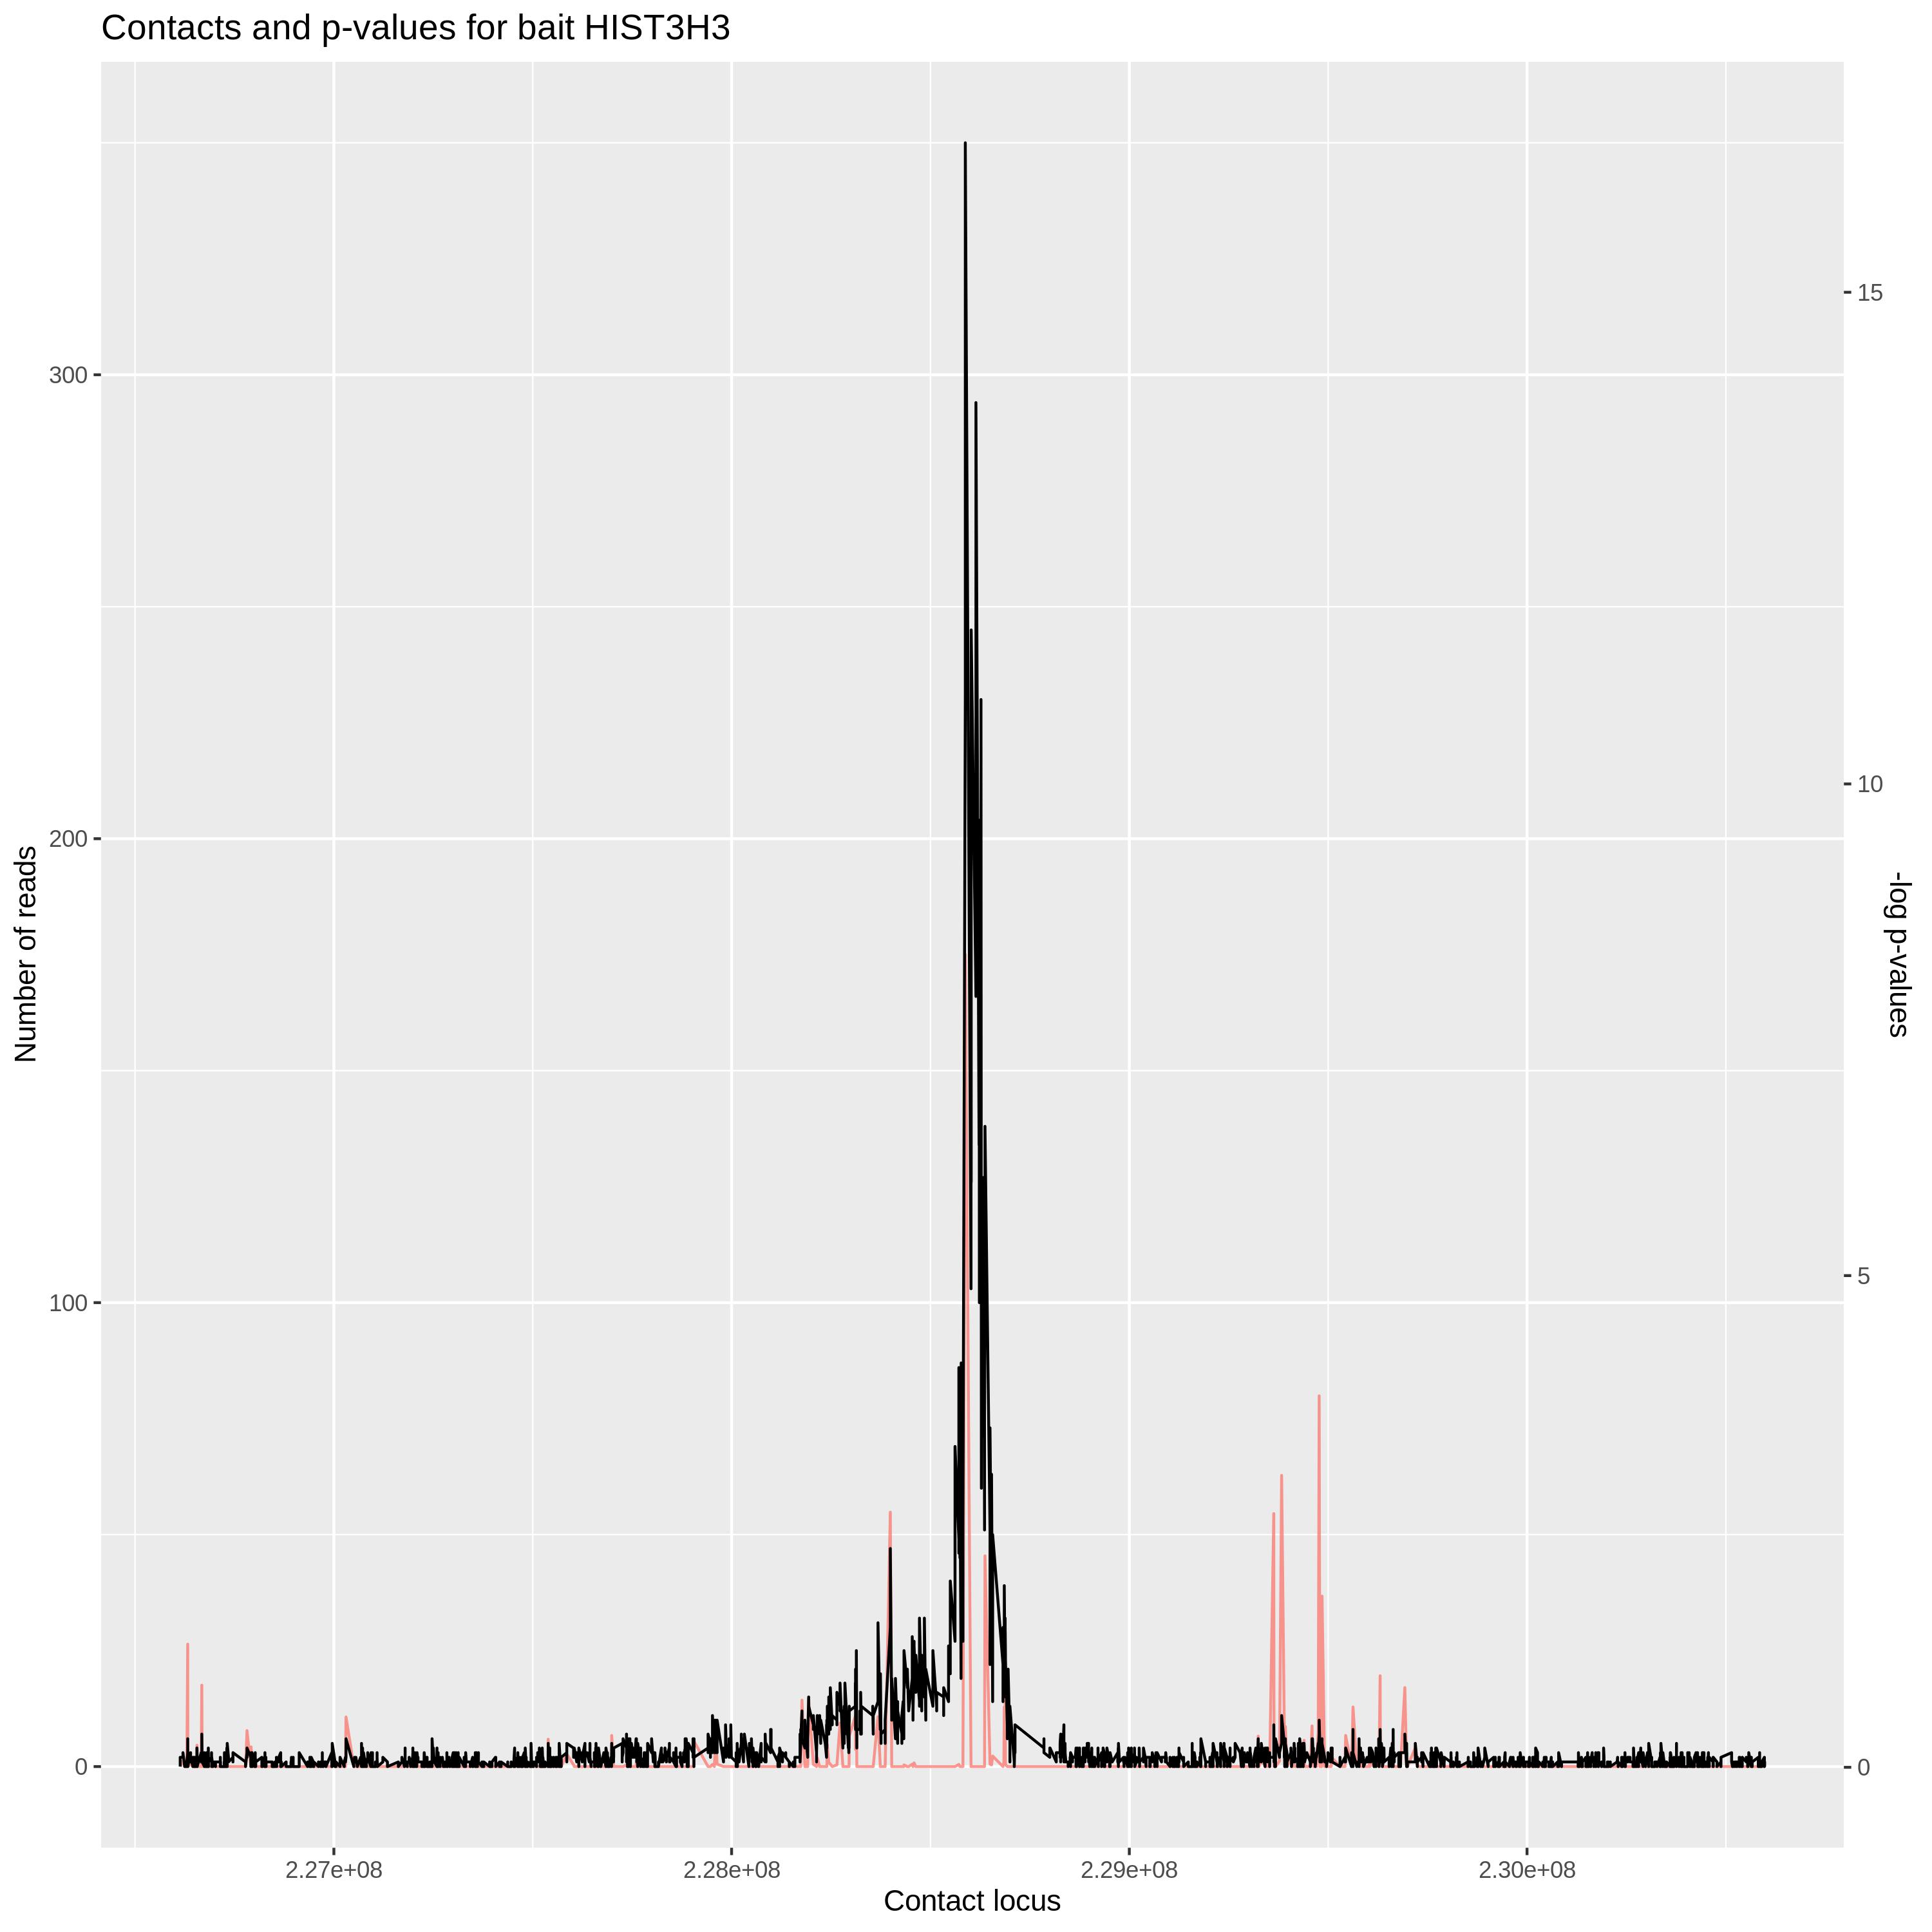 Contacts and p-values for bait HIST3H3
300
200
100
0
Number of reads
15
10
5
0
-log p-values
2.27e+08
2.28e+08
2.29e+08
2.30e+08
Contact locus